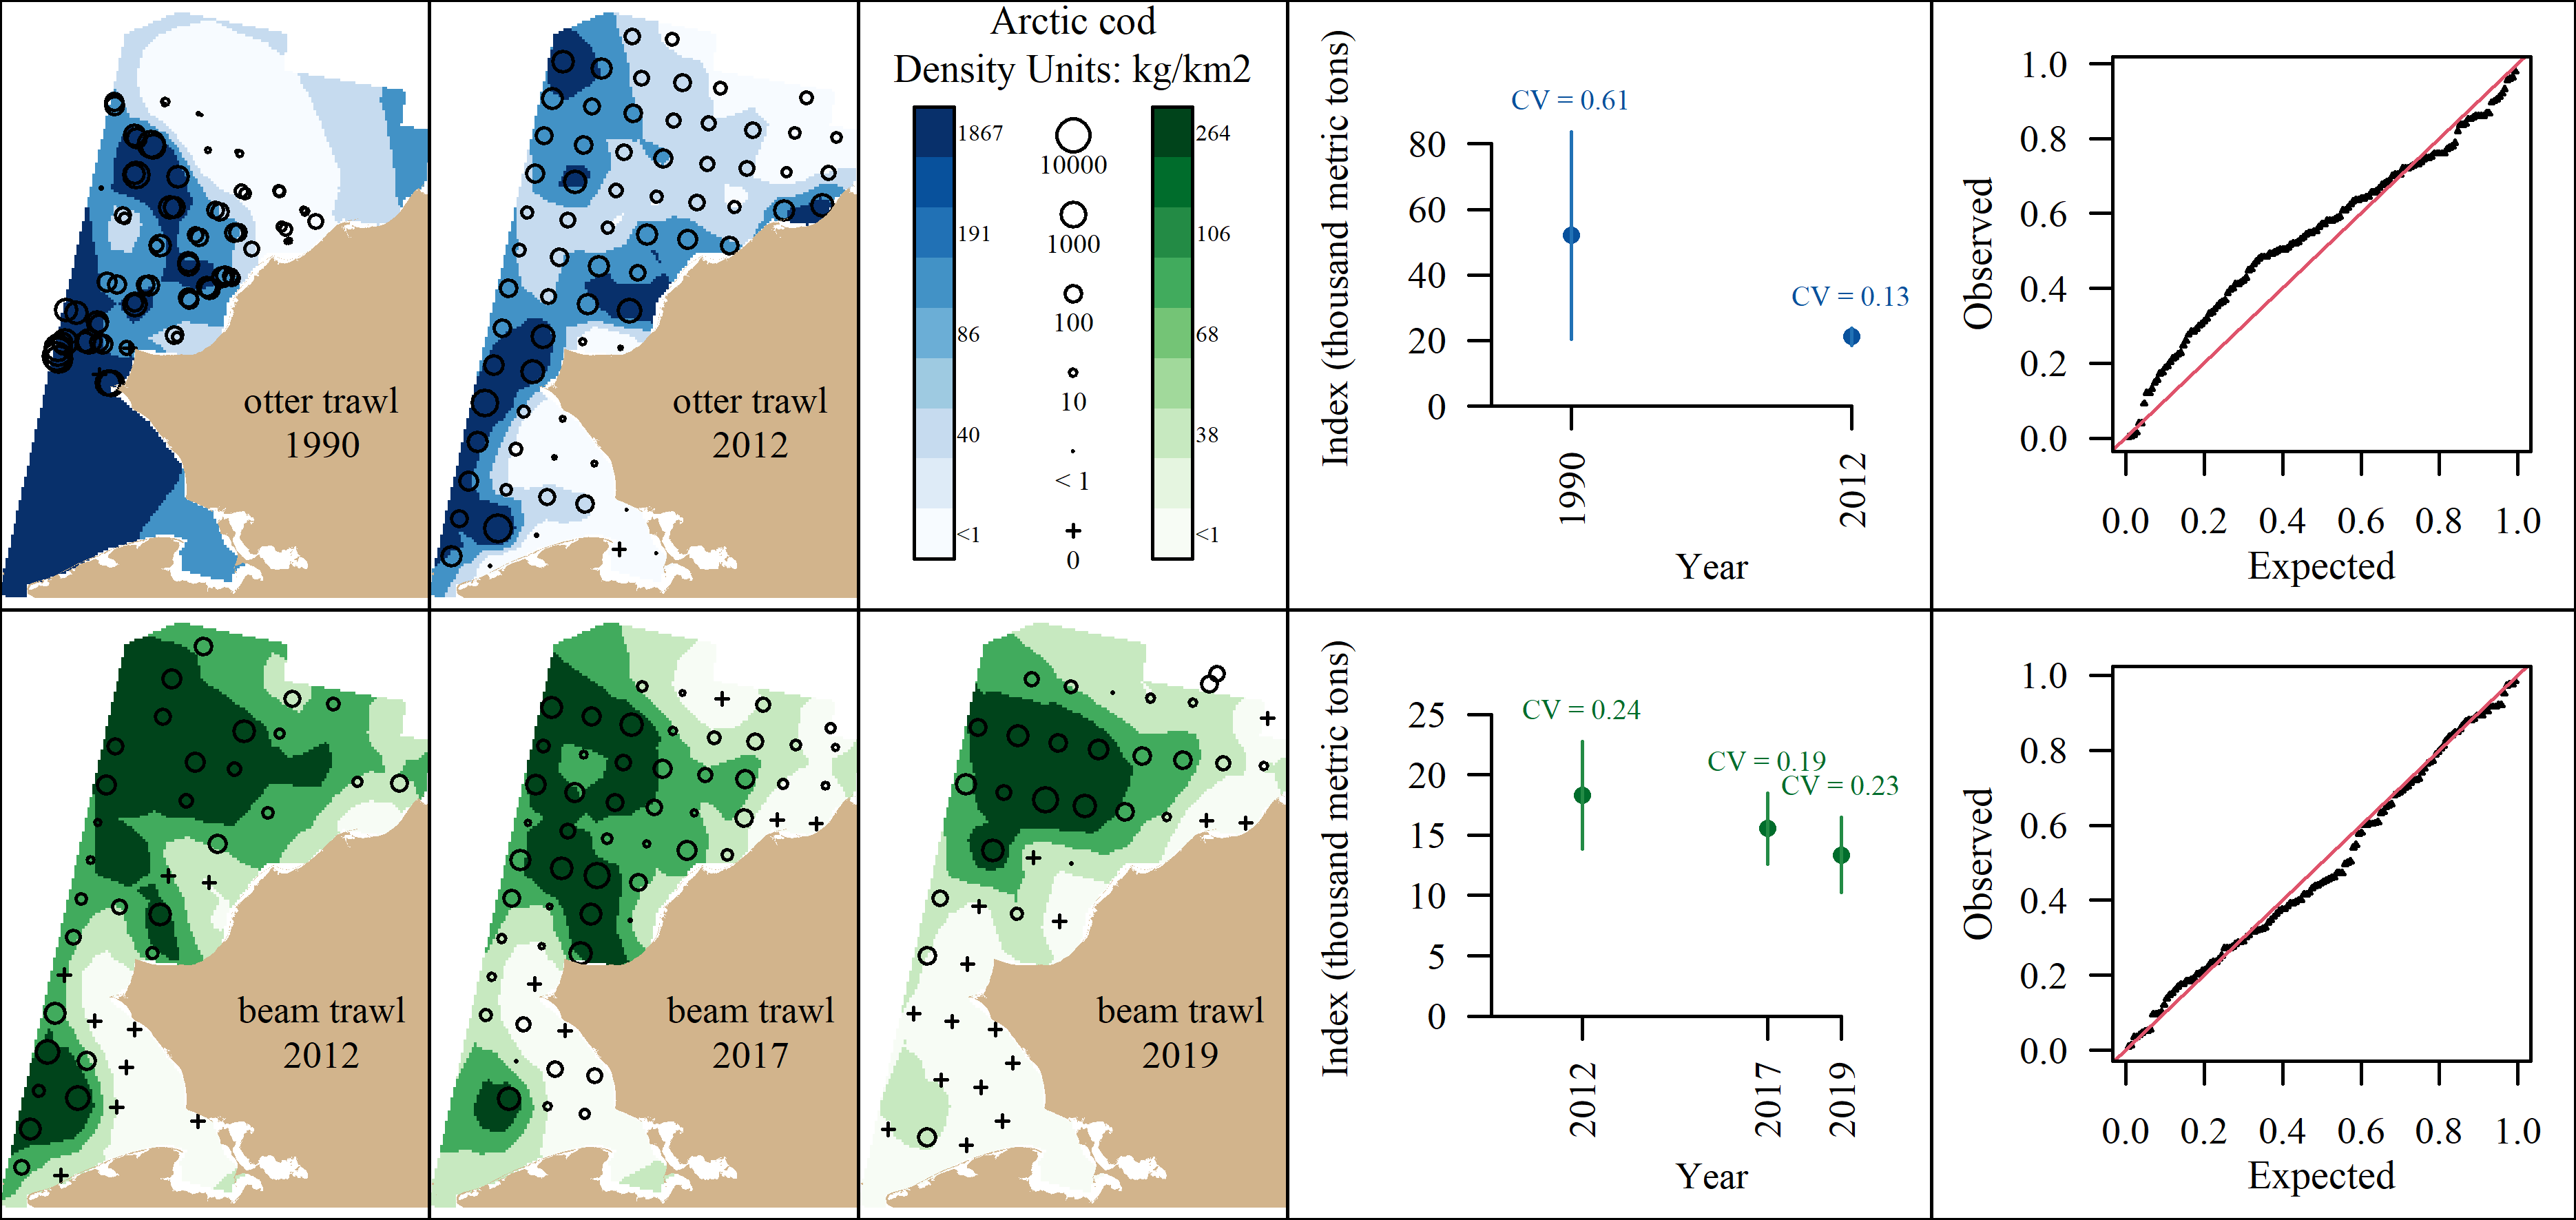 otter trawl
1990
otter trawl
2012
Arctic cod
Density Units: kg/km2
1867
191
86
40
<1
10000
1000
100
10
< 1
0
264
106
68
38
<1
Index (thousand metric tons)
80
60
40
20
0
CV = 0.61
CV = 0.13
1990
2012
Year
Observed
1.0
0.8
0.6
0.4
0.2
0.0
0.0 0.2 0.4 0.6 0.8 1.0
Expected
beam trawl
2012
beam trawl
2017
beam trawl
2019
Index (thousand metric tons)
25
20
15
10
5
0
CV = 0.24
CV = 0.19
CV = 0.23
2012
2017
2019
Year
Observed
1.0
0.8
0.6
0.4
0.2
0.0
0.0 0.2 0.4 0.6 0.8 1.0
Expected